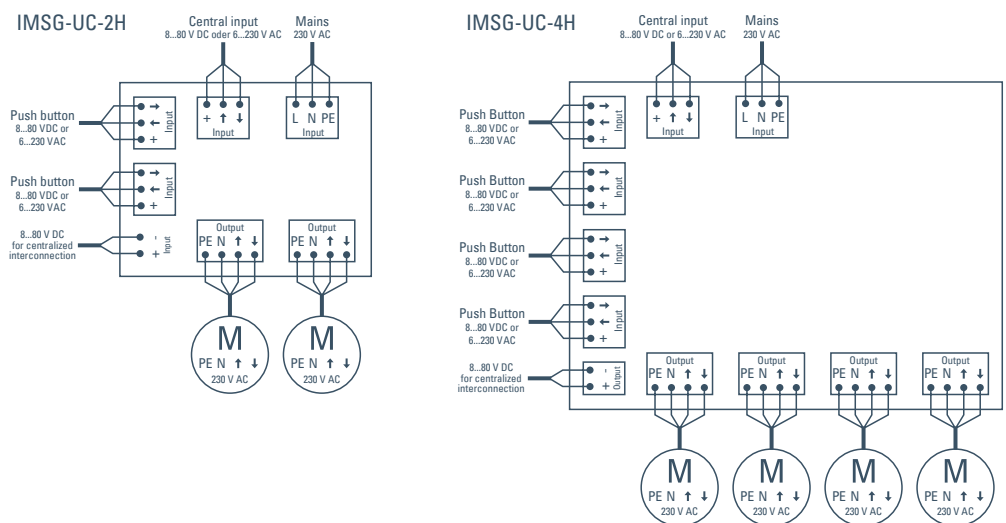 IMSG-UC-2H
Central input
8...80 V DC oder 6...230 V AC
Mains
230 V AC
Push button
8...80 VDC or
6...230 VAC
→
←
+
Input
+ ↑ ↓
Input
L N PE
Input
Push button
8...80 VDC or
6...230 VAC
→
←
+
Input
8...80 V DC
for centralized
interconnection
-
+
Input
Output
PE N ↑ ↓
Output
PE N ↑ ↓
M
PE N ↑ ↓
230 V AC
M
PE N ↑ ↓
230 V AC
IMSG-UC-4H
Central input
8...80 V DC or 6...230 V AC
Mains
230 V AC
Push Button
8...80 VDC or
6...230 VAC
→
←
+
Input
+ ↑ ↓
Input
L N PE
Input
Push Button
8...80 VDC or
6...230 VAC
→
←
+
Input
Push Button
8...80 VDC or
6...230 VAC
→
←
+
Input
Push Button
8...80 VDC or
6...230 VAC
→
←
+
Input
8...80 V DC
for centralized
interconnection
-
+
Output
Output
PE N ↑ ↓
Output
PE N ↑ ↓
Output
PE N ↑ ↓
Output
PE N ↑ ↓
M
PE N ↑ ↓
230 V AC
M
PE N ↑ ↓
230 V AC
M
PE N ↑ ↓
230 V AC
M
PE N ↑ ↓
230 V AC